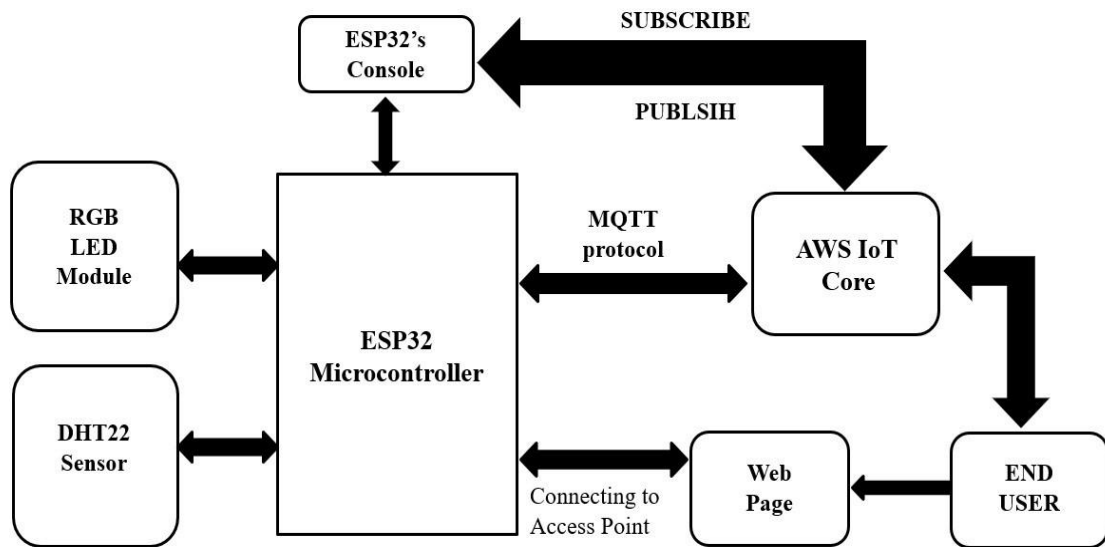 SUBSCRIBE
ESP32's
Console
PUBLSIH
RGB
LED
Module
MQTT
protocol
AWS IoT
Core
ESP32
Microcontroller
DHT22
Sensor
Web
Page
END
USER
Connecting to
Access Point